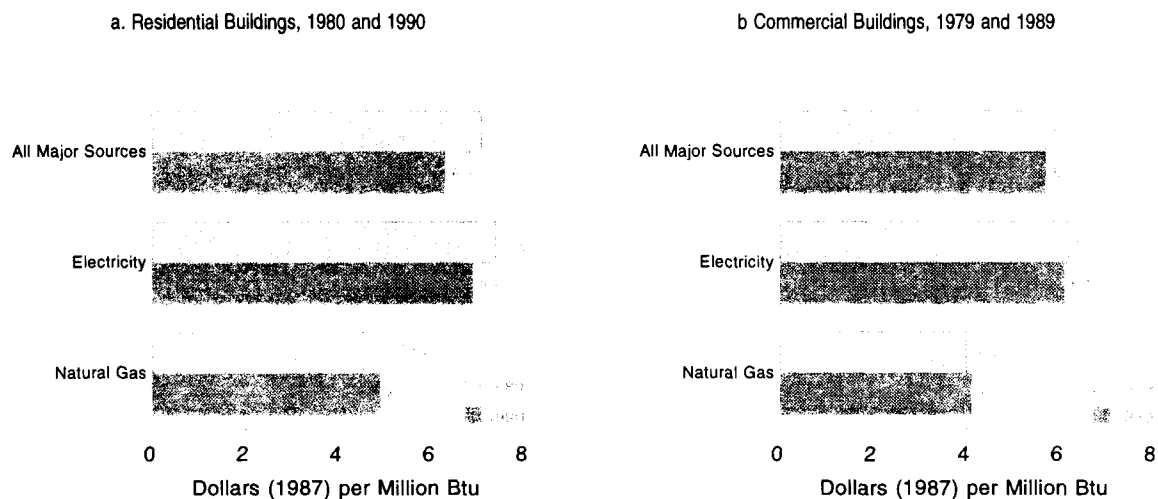 a. Residential Buildings, 1980 and 1990
All Major Sources
Electricity
Natural Gas
0 2 4 6 8
Dollars (1987) per Million Btu
b Commercial Buildings, 1979 and 1989
All Major Sources
Electricity
Natural Gas
0 2 4 6 8
Dollars (1987) per Million Btu